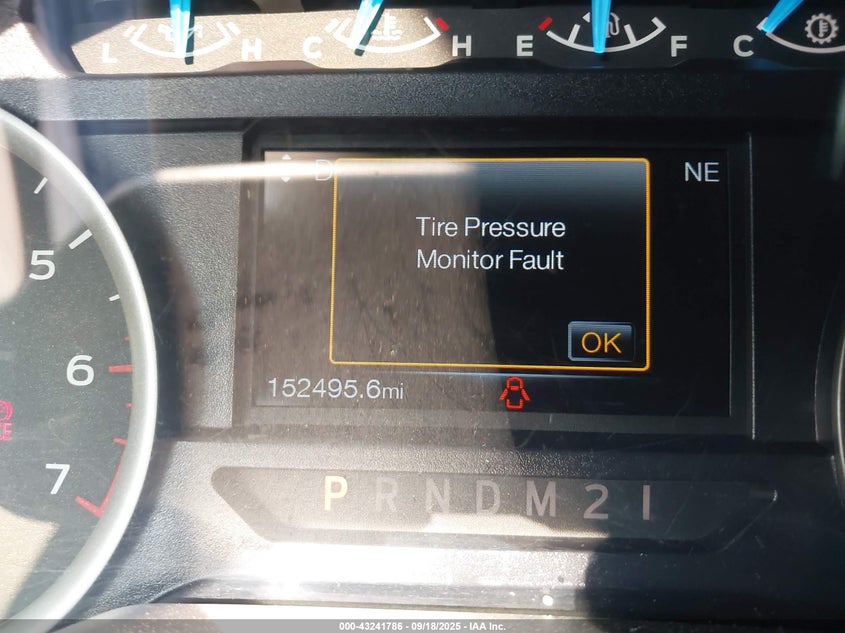 L H C H E F C
D NE
Tire Pressure
Monitor Fault
OK
5
6
7
152495.6mi
P R N D M 2 1
000-43241786 - 09/18/2025 - IAA Inc.